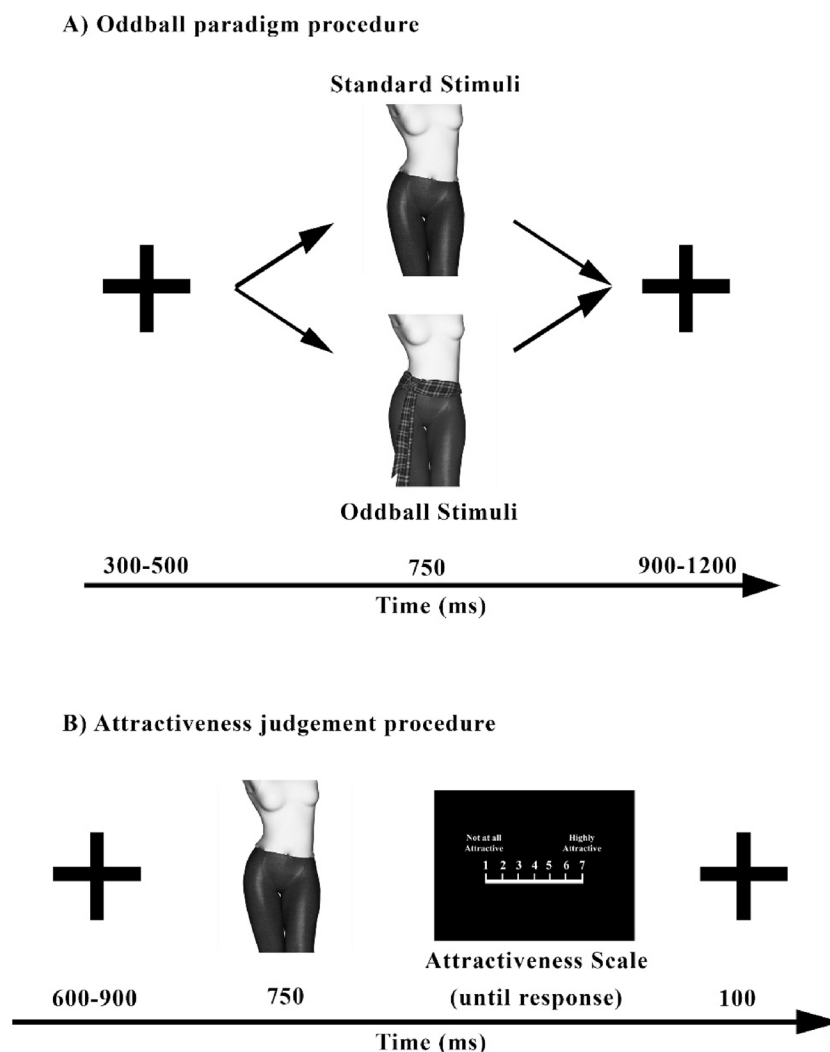 A) Oddball paradigm procedure
Standard Stimuli
Oddball Stimuli
300-500 750 900-1200
Time (ms)
B) Attractiveness judgement procedure
Not at all Highly
Attractive Attractive
1 2 3 4 5 6 7
Attractiveness Scale
600-900 750 (until response) 100
Time (ms)